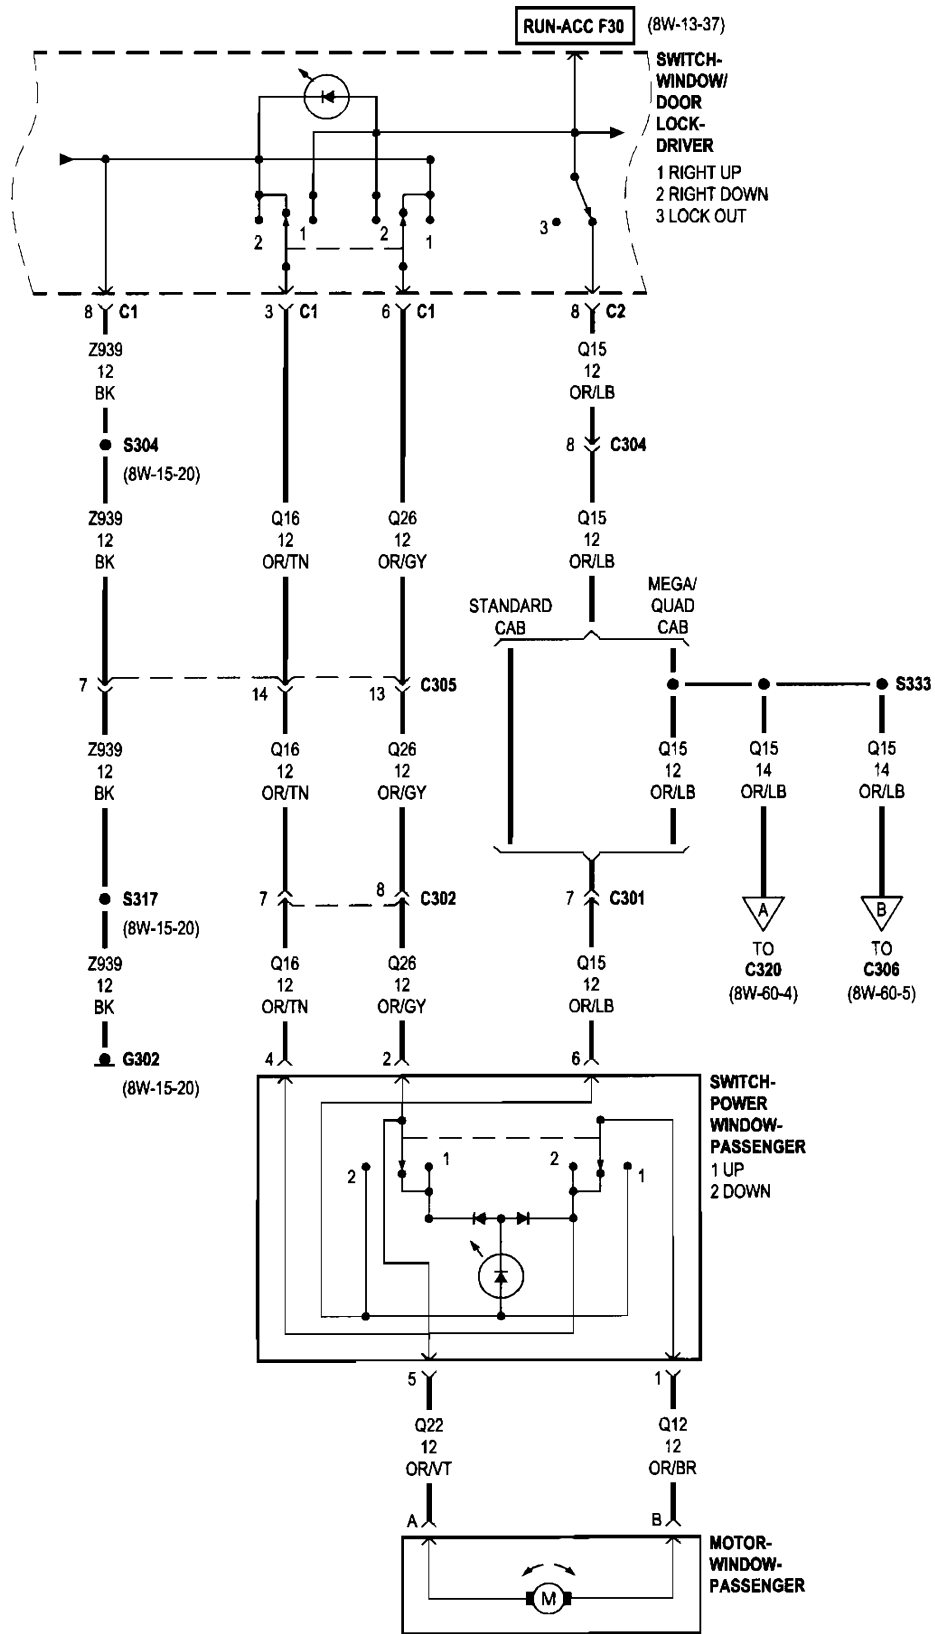 RUN-ACC F30 (8W-13-37)
SWITCH-
WINDOW/
DOOR
LOCK-
DRIVER
1 RIGHT UP
2 RIGHT DOWN
3 LOCK OUT
2 1 2 1 3
8 C1 3 C1 6 C1 8 C2
Z939
12
BK
Q15
12
OR/LB
S304
(8W-15-20)
8 C304
Z939
12
BK
Q16
12
OR/TN
Q26
12
OR/GY
Q15
12
OR/LB
STANDARD
CAB
MEGA/
QUAD
CAB
7 14 13 C305
S333
Z939
12
BK
Q16
12
OR/TN
Q26
12
OR/GY
Q15
12
OR/LB
Q15
14
OR/LB
Q15
14
OR/LB
S317
(8W-15-20)
7 8 C302
7 C301
A
TO
C320
(8W-60-4)
B
TO
C306
(8W-60-5)
Z939
12
BK
Q16
12
OR/TN
Q26
12
OR/GY
Q15
12
OR/LB
G302
(8W-15-20)
4 2 6
SWITCH-
POWER
WINDOW-
PASSENGER
1 UP
2 DOWN
2 1 2 1
5 1
Q22
12
OR/VT
Q12
12
OR/BR
A B
MOTOR-
WINDOW-
PASSENGER
M